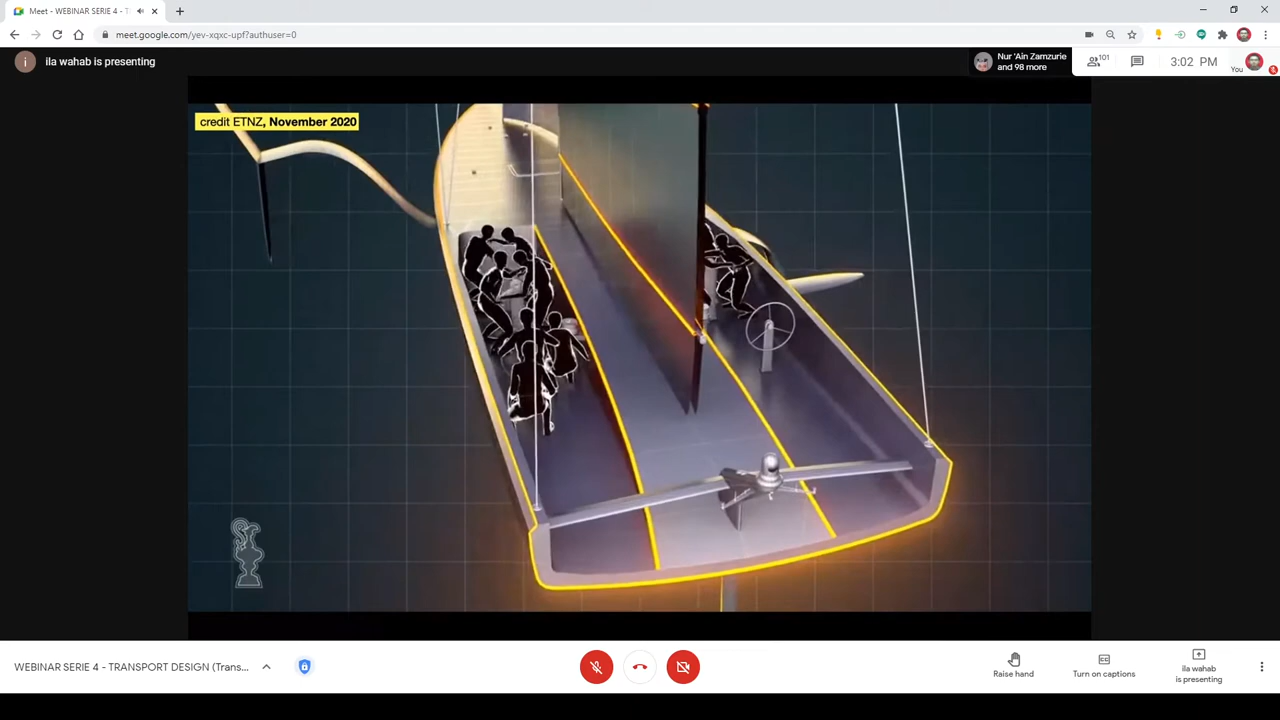 Meet - WEBINAR SERIE 4 - T
meet.google.com/yev-xqxc-upf?authuser=0
i
ila wahab is presenting
Nur 'Ain Zamzurie
and 98 more
101
3:02 PM
You
credit ETNZ, November 2020
WEBINAR SERIE 4 - TRANSPORT DESIGN (Trans...
CC
Raise hand
Turn on captions
ila wahab
is presenting